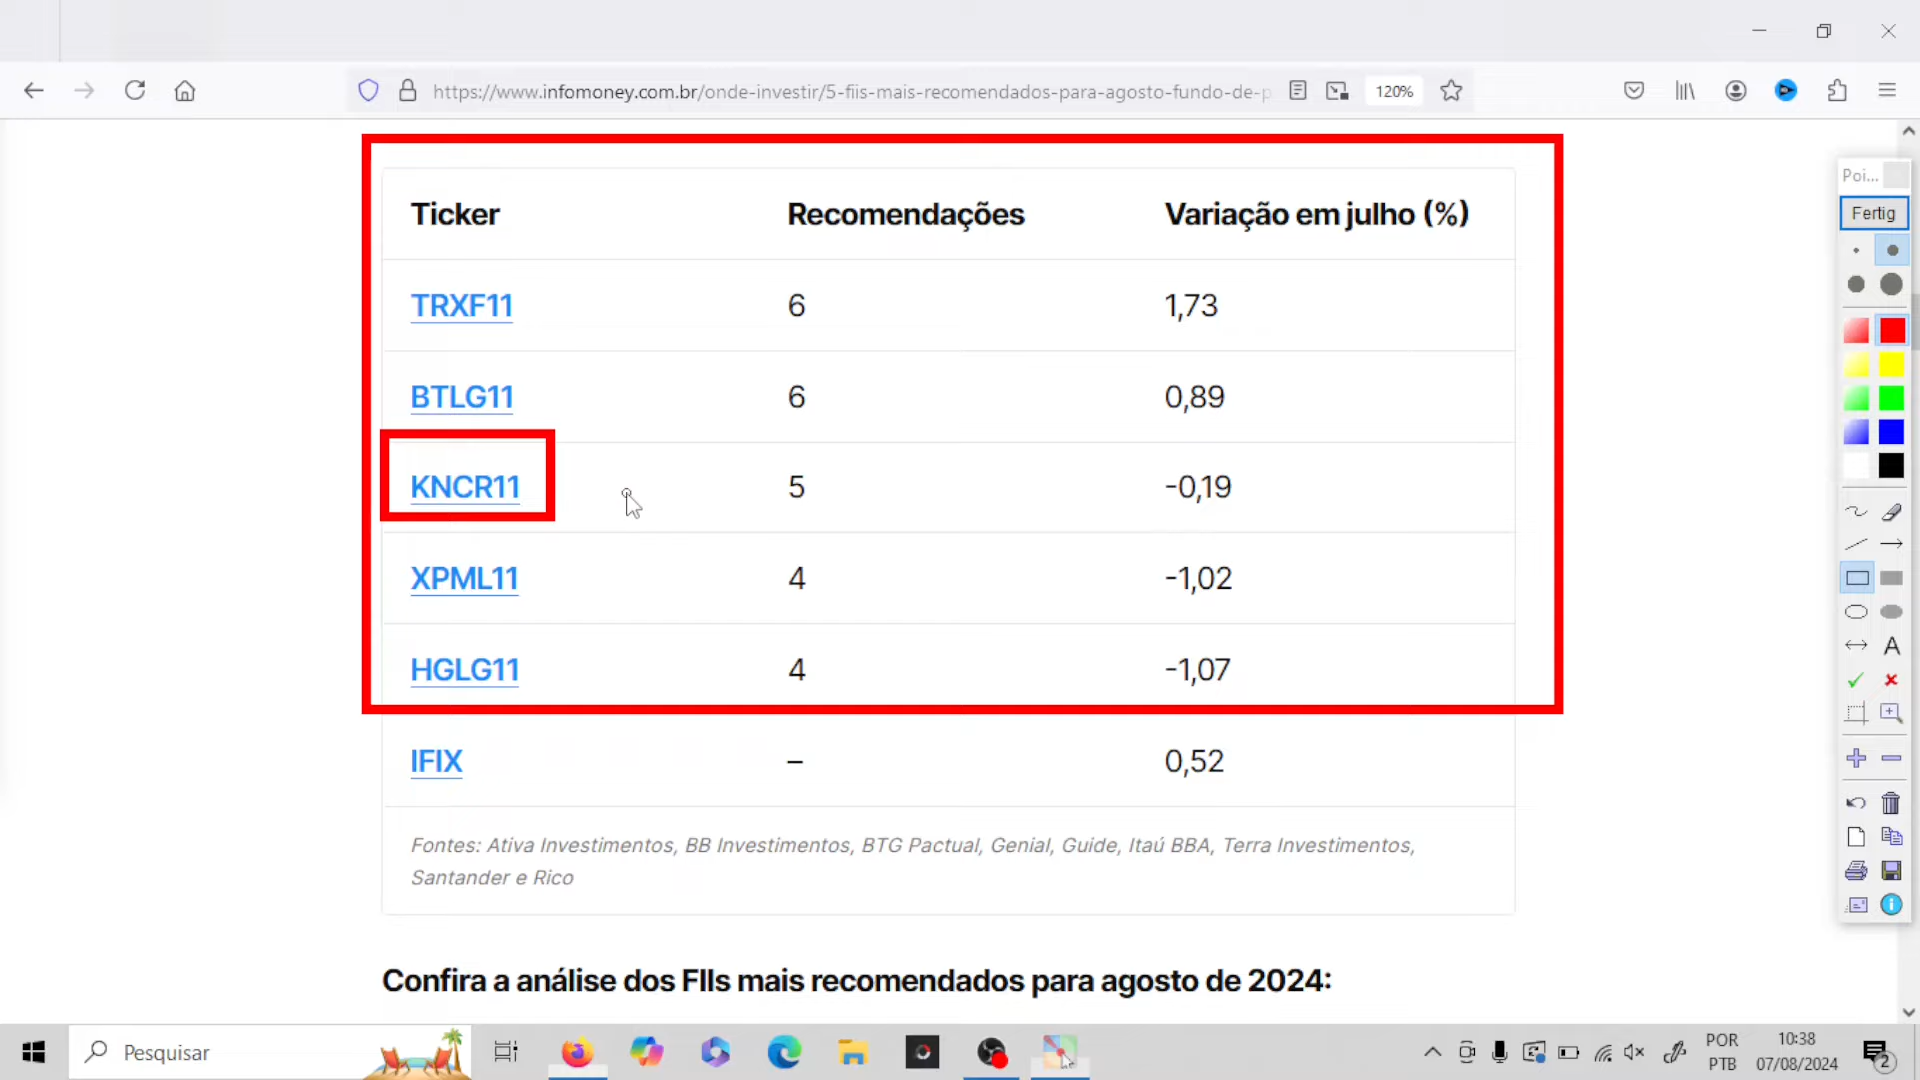 https://www.infomoney.com.br/onde-investir/5-fiis-mais-recomendados-para-agosto-fundo-de-p
120%
Poi...
Fertig
Ticker Recomendações Variação em julho (%)
TRXF11 6 1,73
BTLG11 6 0,89
KNCR11 5 -0,19
XPML11 4 -1,02
HGLG11 4 -1,07
IFIX – 0,52
Fontes: Ativa Investimentos, BB Investimentos, BTG Pactual, Genial, Guide, Itaú BBA, Terra Investimentos,
Santander e Rico
Confira a análise dos FIIs mais recomendados para agosto de 2024:
Pesquisar
POR
PTB
10:38
07/08/2024
2